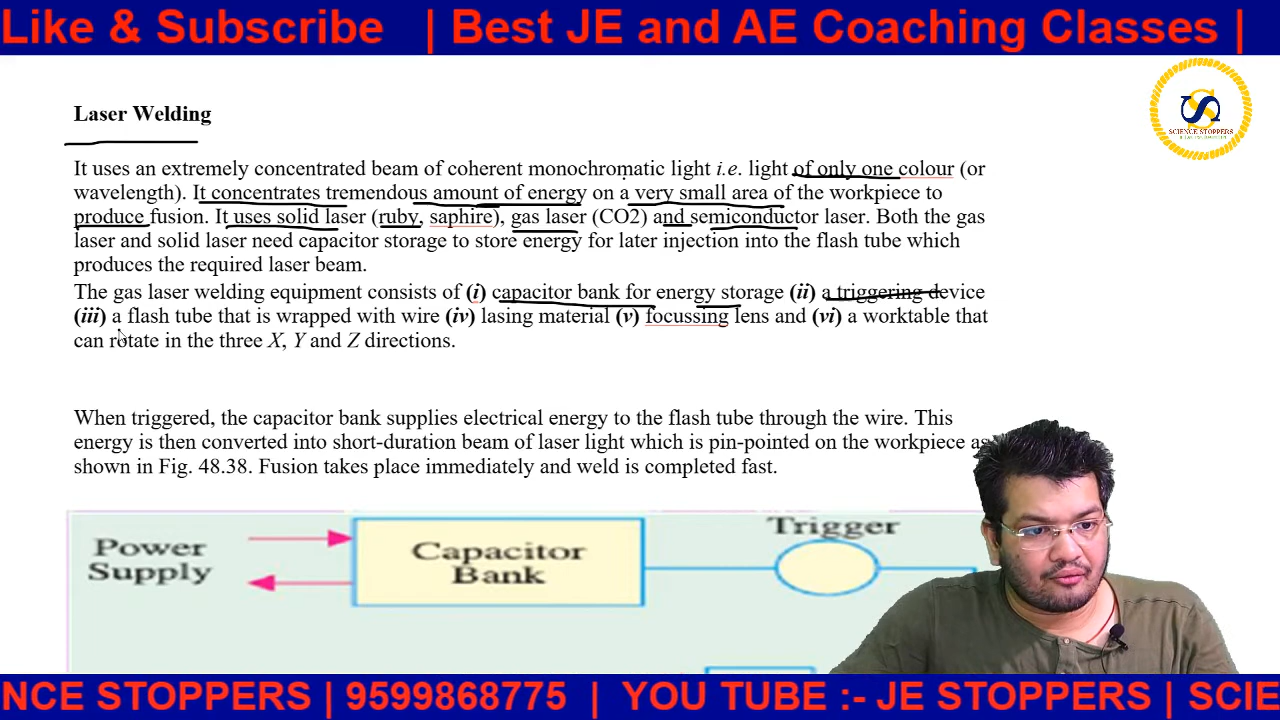 Like & Subscribe | Best JE and AE Coaching Classes |
SCIENCE STOPPERS
Laser Welding
It uses an extremely concentrated beam of coherent monochromatic light i.e. light of only one colour (or
wavelength). It concentrates tremendous amount of energy on a very small area of the workpiece to
produce fusion. It uses solid laser (ruby, saphire), gas laser (CO2) and semiconductor laser. Both the gas
laser and solid laser need capacitor storage to store energy for later injection into the flash tube which
produces the required laser beam.
The gas laser welding equipment consists of (i) capacitor bank for energy storage (ii) a triggering device
(iii) a flash tube that is wrapped with wire (iv) lasing material (v) focussing lens and (vi) a worktable that
can rotate in the three X, Y and Z directions.
When triggered, the capacitor bank supplies electrical energy to the flash tube through the wire. This
energy is then converted into short-duration beam of laser light which is pin-pointed on the workpiece as
shown in Fig. 48.38. Fusion takes place immediately and weld is completed fast.
Power
Supply
Capacitor
Bank
Trigger
NCE STOPPERS | 9599868775 | YOU TUBE :- JE STOPPERS | SCIE